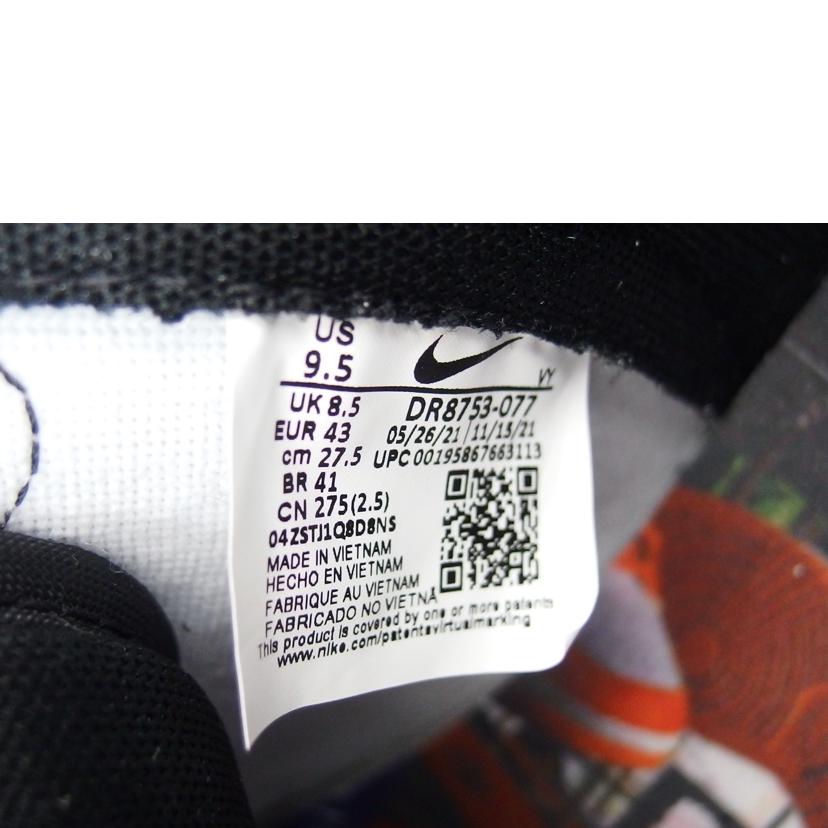 US
9.5
VY
UK 8.5 DR8753-077
EUR 43 05/26/21 11/15/21
cm 27.5 UPC 00195867663113
BR 41
CN 275(2.5)
04ZSTJ1Q8D8NS
MADE IN VIETNAM
HECHO EN VIETNAM
FABRIQUE AU VIETNAM
FABRICADO NO VIETNÃ
This product is covered by one or more patents
www.nike.com/patentsvirtualmarking